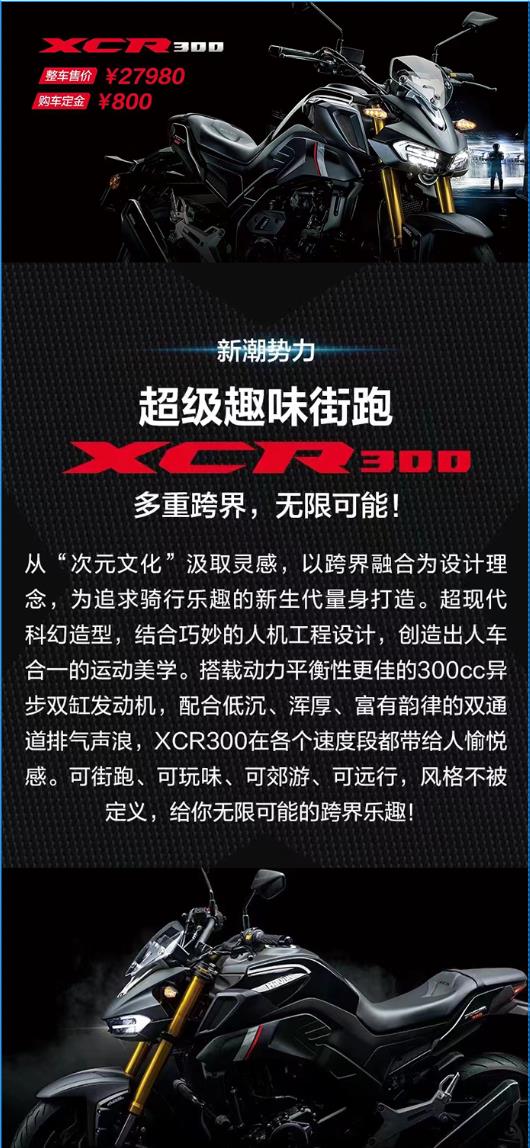 XCR300
整车售价 ¥27980
购车定金 ¥800
新潮势力
超级趣味街跑
XCR300
多重跨界，无限可能！
从“次元文化”汲取灵感，以跨界融合为设计理
念，为追求骑行乐趣的新生代量身打造。超现代
科幻造型，结合巧妙的人机工程设计，创造出人车
合一的运动美学。搭载动力平衡性更佳的300cc异
步双缸发动机，配合低沉、浑厚、富有韵律的双通
道排气声浪，XCR300在各个速度段都带给人愉悦
感。可街跑、可玩味、可郊游、可远行，风格不被
定义，给你无限可能的跨界乐趣！